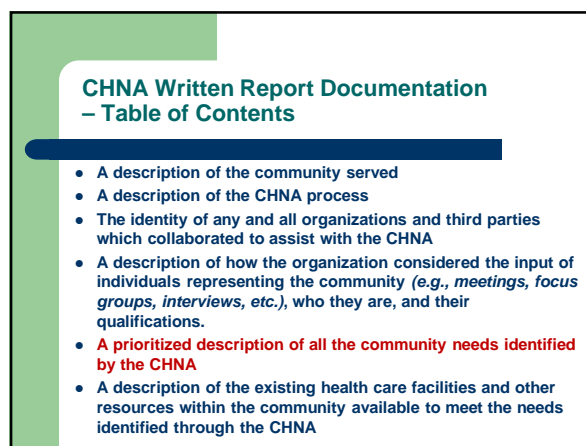 CHNA Written Report Documentation
– Table of Contents
● A description of the community served
● A description of the CHNA process
● The identity of any and all organizations and third parties
which collaborated to assist with the CHNA
● A description of how the organization considered the input of
individuals representing the community (e.g., meetings, focus
groups, interviews, etc.), who they are, and their
qualifications.
● A prioritized description of all the community needs identified
by the CHNA
● A description of the existing health care facilities and other
resources within the community available to meet the needs
identified through the CHNA